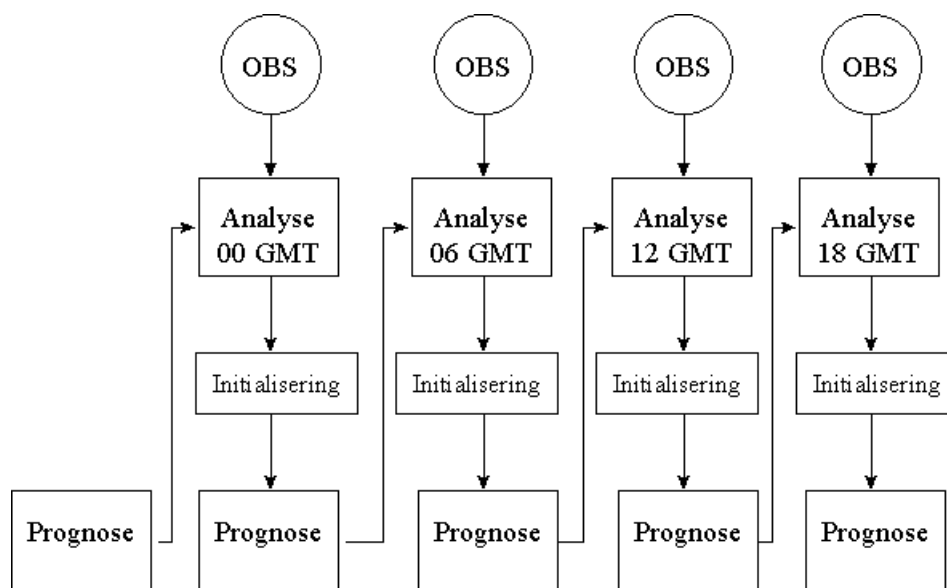 OBS
OBS
OBS
OBS
Analyse
00 GMT
Analyse
06 GMT
Analyse
12 GMT
Analyse
18 GMT
Initialisering
Initialisering
Initialisering
Initialisering
Prognose
Prognose
Prognose
Prognose
Prognose